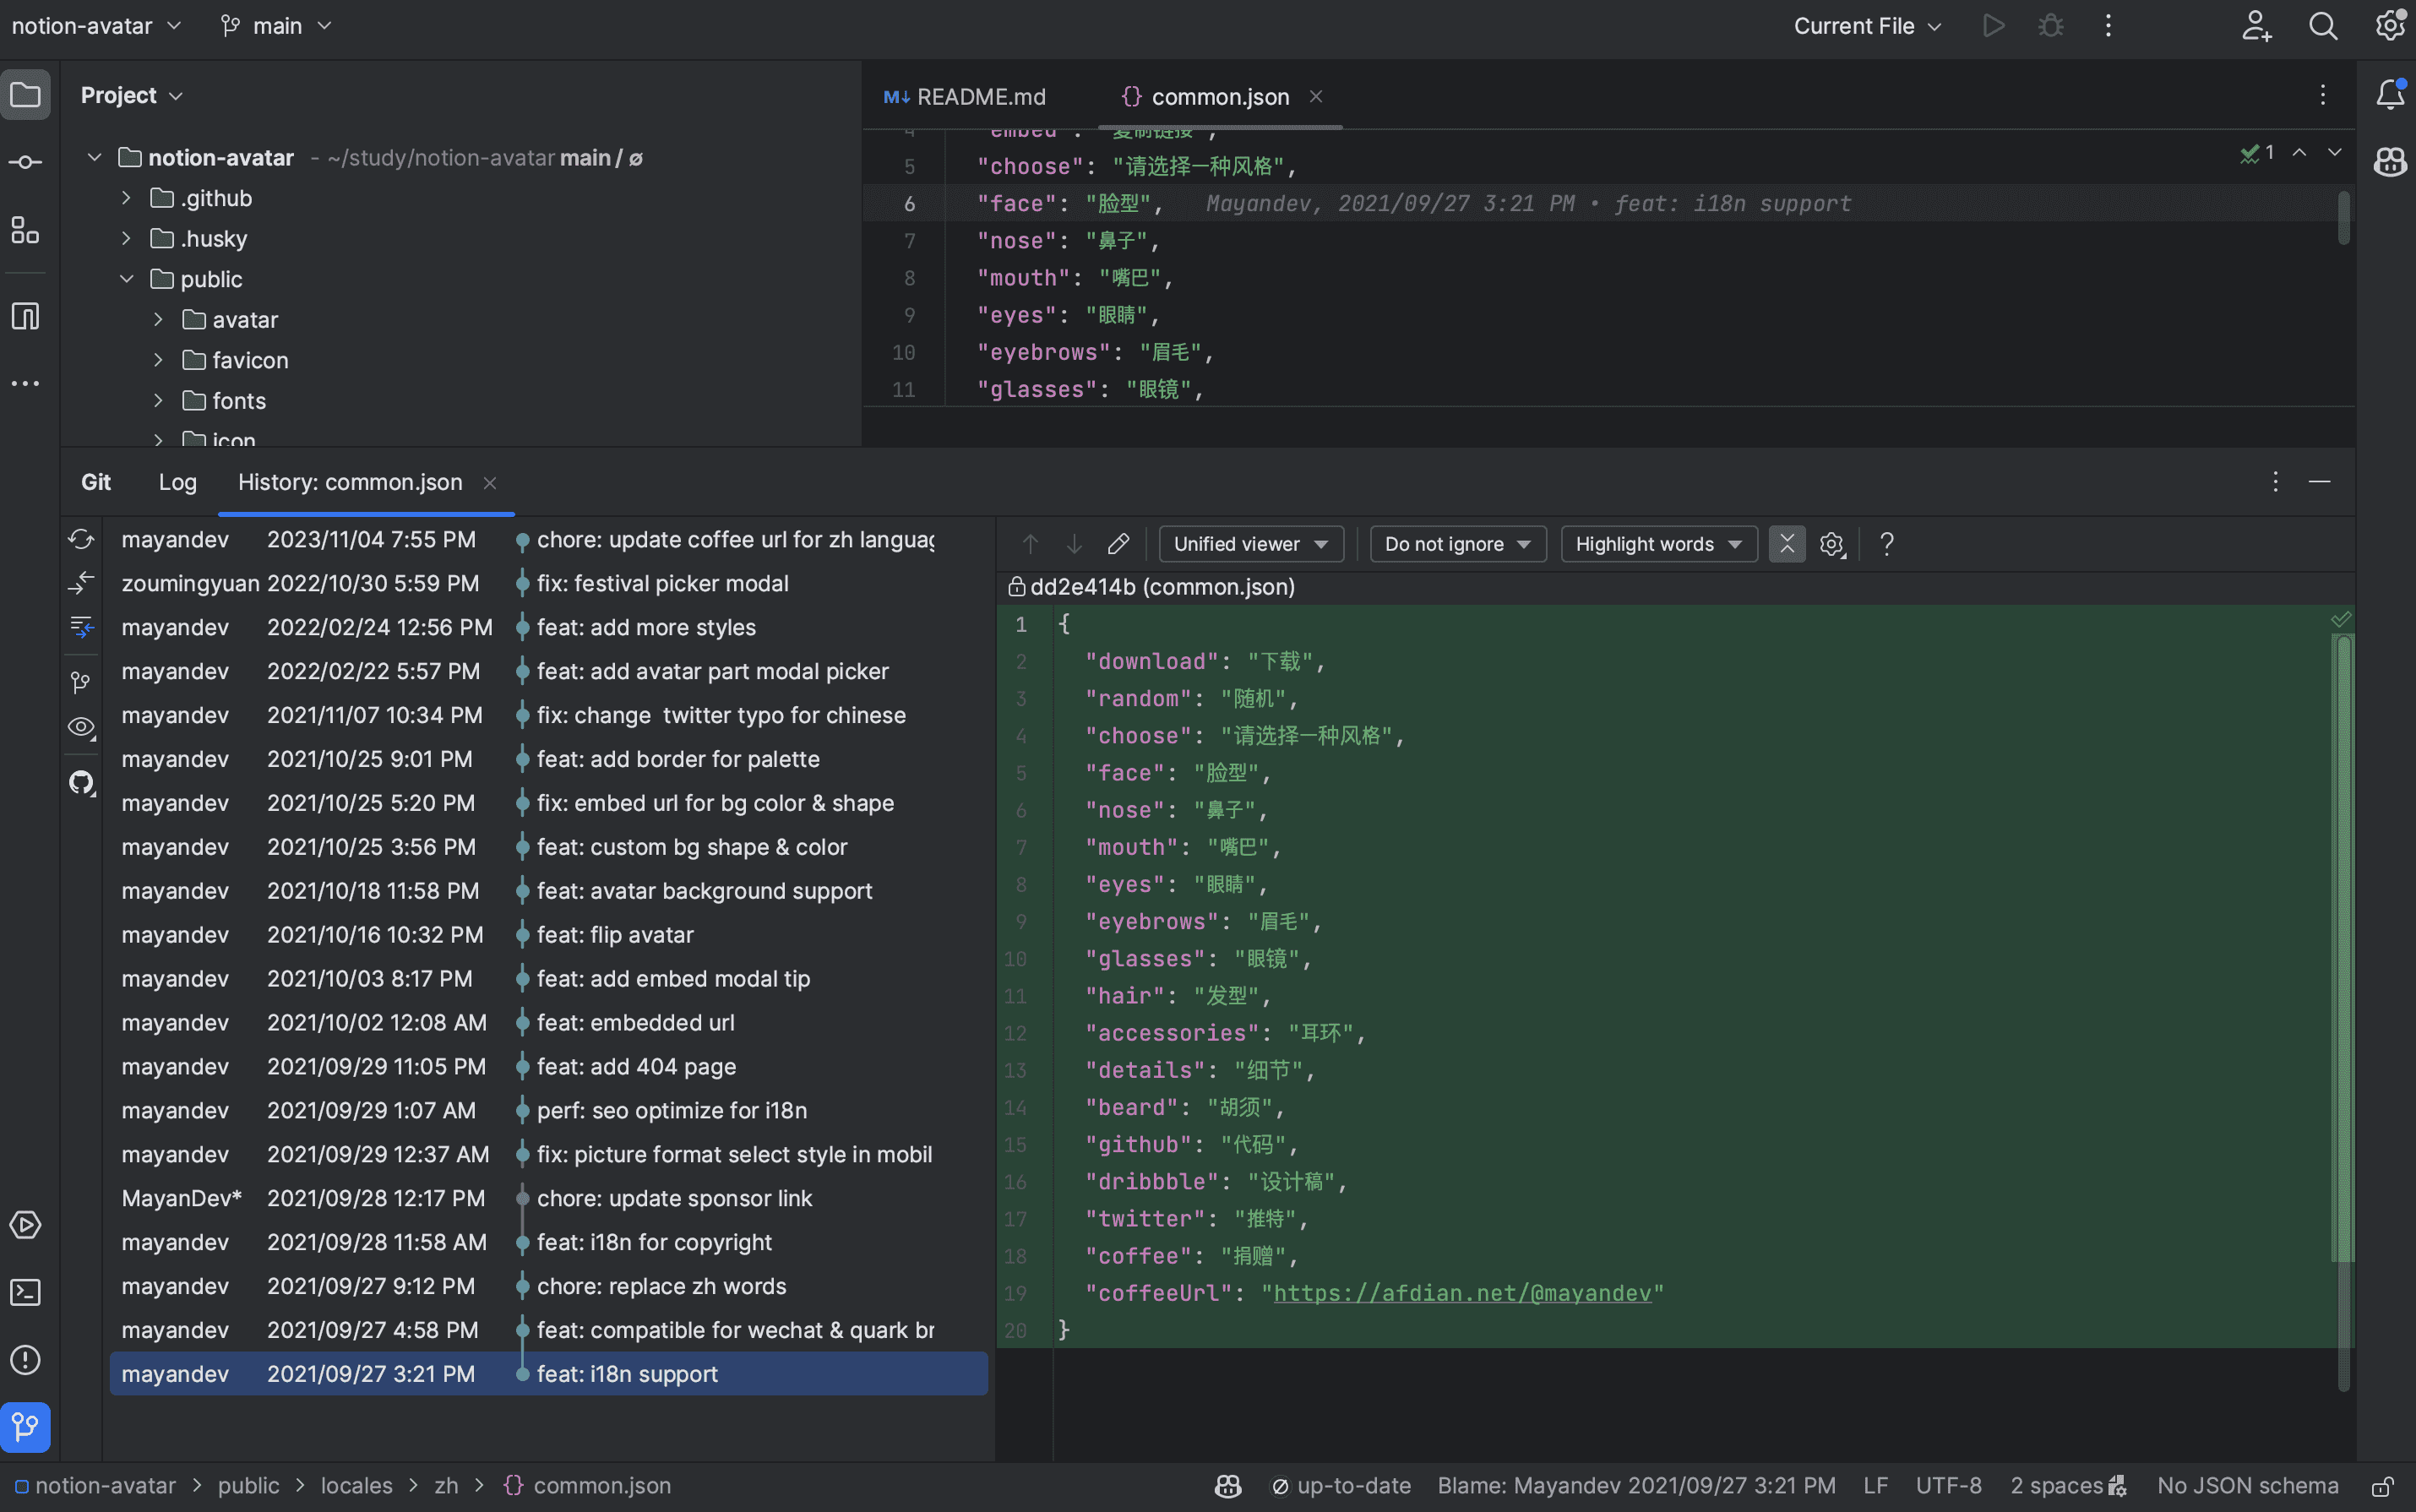 notion-avatar main Current File
Project
README.md common.json
notion-avatar - ~/study/notion-avatar main / ø
.github
.husky
public
avatar
favicon
fonts
icon
4 "embed": "复制链接",
5 "choose": "请选择一种风格",
6 "face": "脸型", Mayandev, 2021/09/27 3:21 PM • feat: i18n support
7 "nose": "鼻子",
8 "mouth": "嘴巴",
9 "eyes": "眼睛",
10 "eyebrows": "眉毛",
11 "glasses": "眼镜",
1
Git Log History: common.json
mayandev 2023/11/04 7:55 PM chore: update coffee url for zh languag
zoumingyuan 2022/10/30 5:59 PM fix: festival picker modal
mayandev 2022/02/24 12:56 PM feat: add more styles
mayandev 2022/02/22 5:57 PM feat: add avatar part modal picker
mayandev 2021/11/07 10:34 PM fix: change  twitter typo for chinese
mayandev 2021/10/25 9:01 PM feat: add border for palette
mayandev 2021/10/25 5:20 PM fix: embed url for bg color & shape
mayandev 2021/10/25 3:56 PM feat: custom bg shape & color
mayandev 2021/10/18 11:58 PM feat: avatar background support
mayandev 2021/10/16 10:32 PM feat: flip avatar
mayandev 2021/10/03 8:17 PM feat: add embed modal tip
mayandev 2021/10/02 12:08 AM feat: embedded url
mayandev 2021/09/29 11:05 PM feat: add 404 page
mayandev 2021/09/29 1:07 AM perf: seo optimize for i18n
mayandev 2021/09/29 12:37 AM fix: picture format select style in mobil
MayanDev* 2021/09/28 12:17 PM chore: update sponsor link
mayandev 2021/09/28 11:58 AM feat: i18n for copyright
mayandev 2021/09/27 9:12 PM chore: replace zh words
mayandev 2021/09/27 4:58 PM feat: compatible for wechat & quark br
mayandev 2021/09/27 3:21 PM feat: i18n support
Unified viewer Do not ignore Highlight words ?
dd2e414b (common.json)
1 {
2 "download": "下载",
3 "random": "随机",
4 "choose": "请选择一种风格",
5 "face": "脸型",
6 "nose": "鼻子",
7 "mouth": "嘴巴",
8 "eyes": "眼睛",
9 "eyebrows": "眉毛",
10 "glasses": "眼镜",
11 "hair": "发型",
12 "accessories": "耳环",
13 "details": "细节",
14 "beard": "胡须",
15 "github": "代码",
16 "dribbble": "设计稿",
17 "twitter": "推特",
18 "coffee": "捐赠",
19 "coffeeUrl": "https://afdian.net/@mayandev"
20 }
notion-avatar > public > locales > zh > {} common.json up-to-date Blame: Mayandev 2021/09/27 3:21 PM LF UTF-8 2 spaces No JSON schema